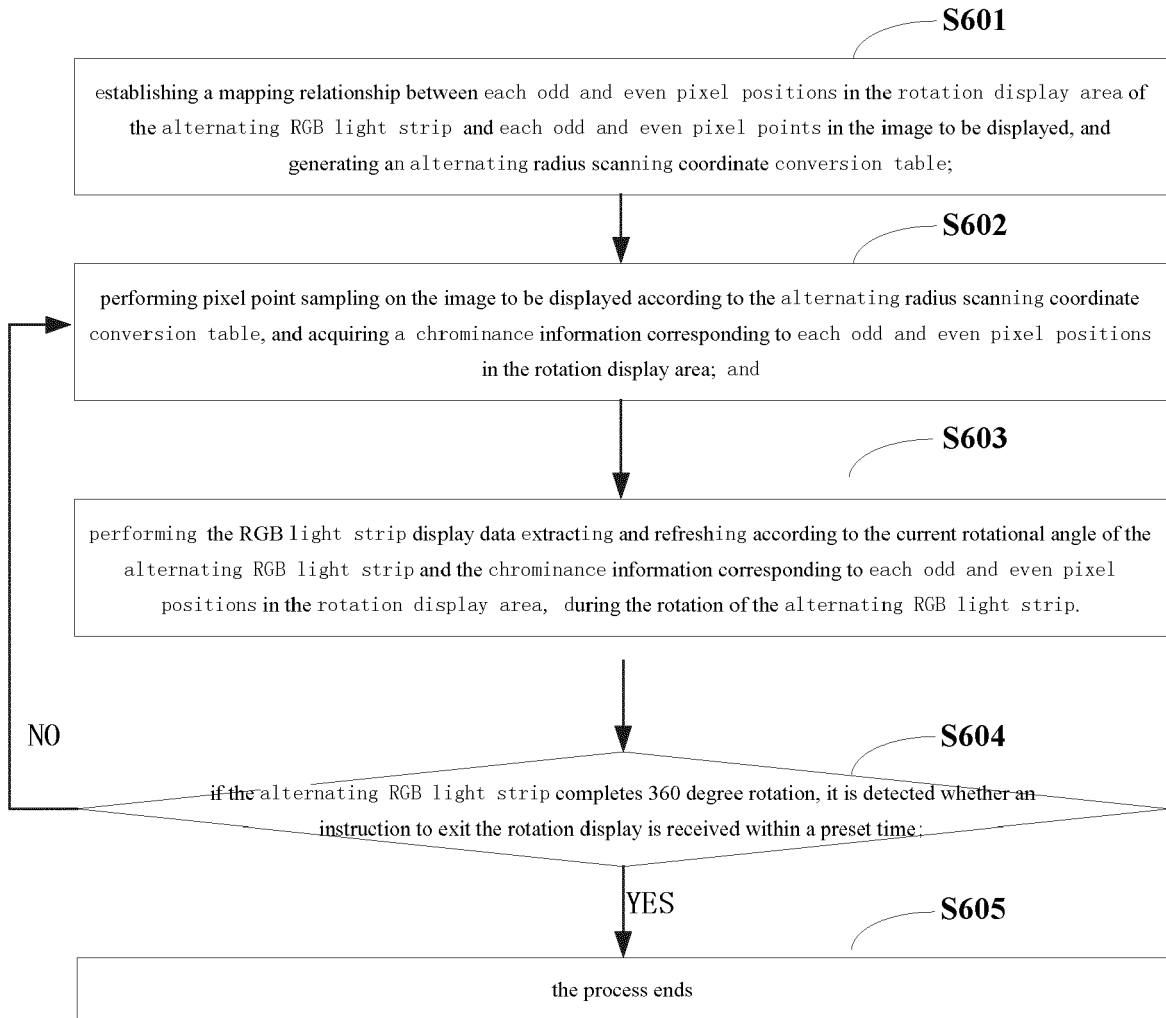 S601
establishing a mapping relationship between each odd and even pixel positions in the rotation display area of
the alternating RGB light strip and each odd and even pixel points in the image to be displayed, and
generating an alternating radius scanning coordinate conversion table;
S602
performing pixel point sampling on the image to be displayed according to the alternating radius scanning coordinate
conversion table, and acquiring a chrominance information corresponding to each odd and even pixel positions
in the rotation display area; and
S603
performing the RGB light strip display data extracting and refreshing according to the current rotational angle of the
alternating RGB light strip and the chrominance information corresponding to each odd and even pixel
positions in the rotation display area, during the rotation of the alternating RGB light strip.
NO
S604
if the alternating RGB light strip completes 360 degree rotation, it is detected whether an
instruction to exit the rotation display is received within a preset time;
YES
S605
the process ends